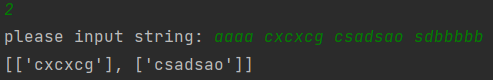 2
please input string: aaaa cxcxcg csadsao sdbbbbb
[['cxcxcg'], ['csadsao']]